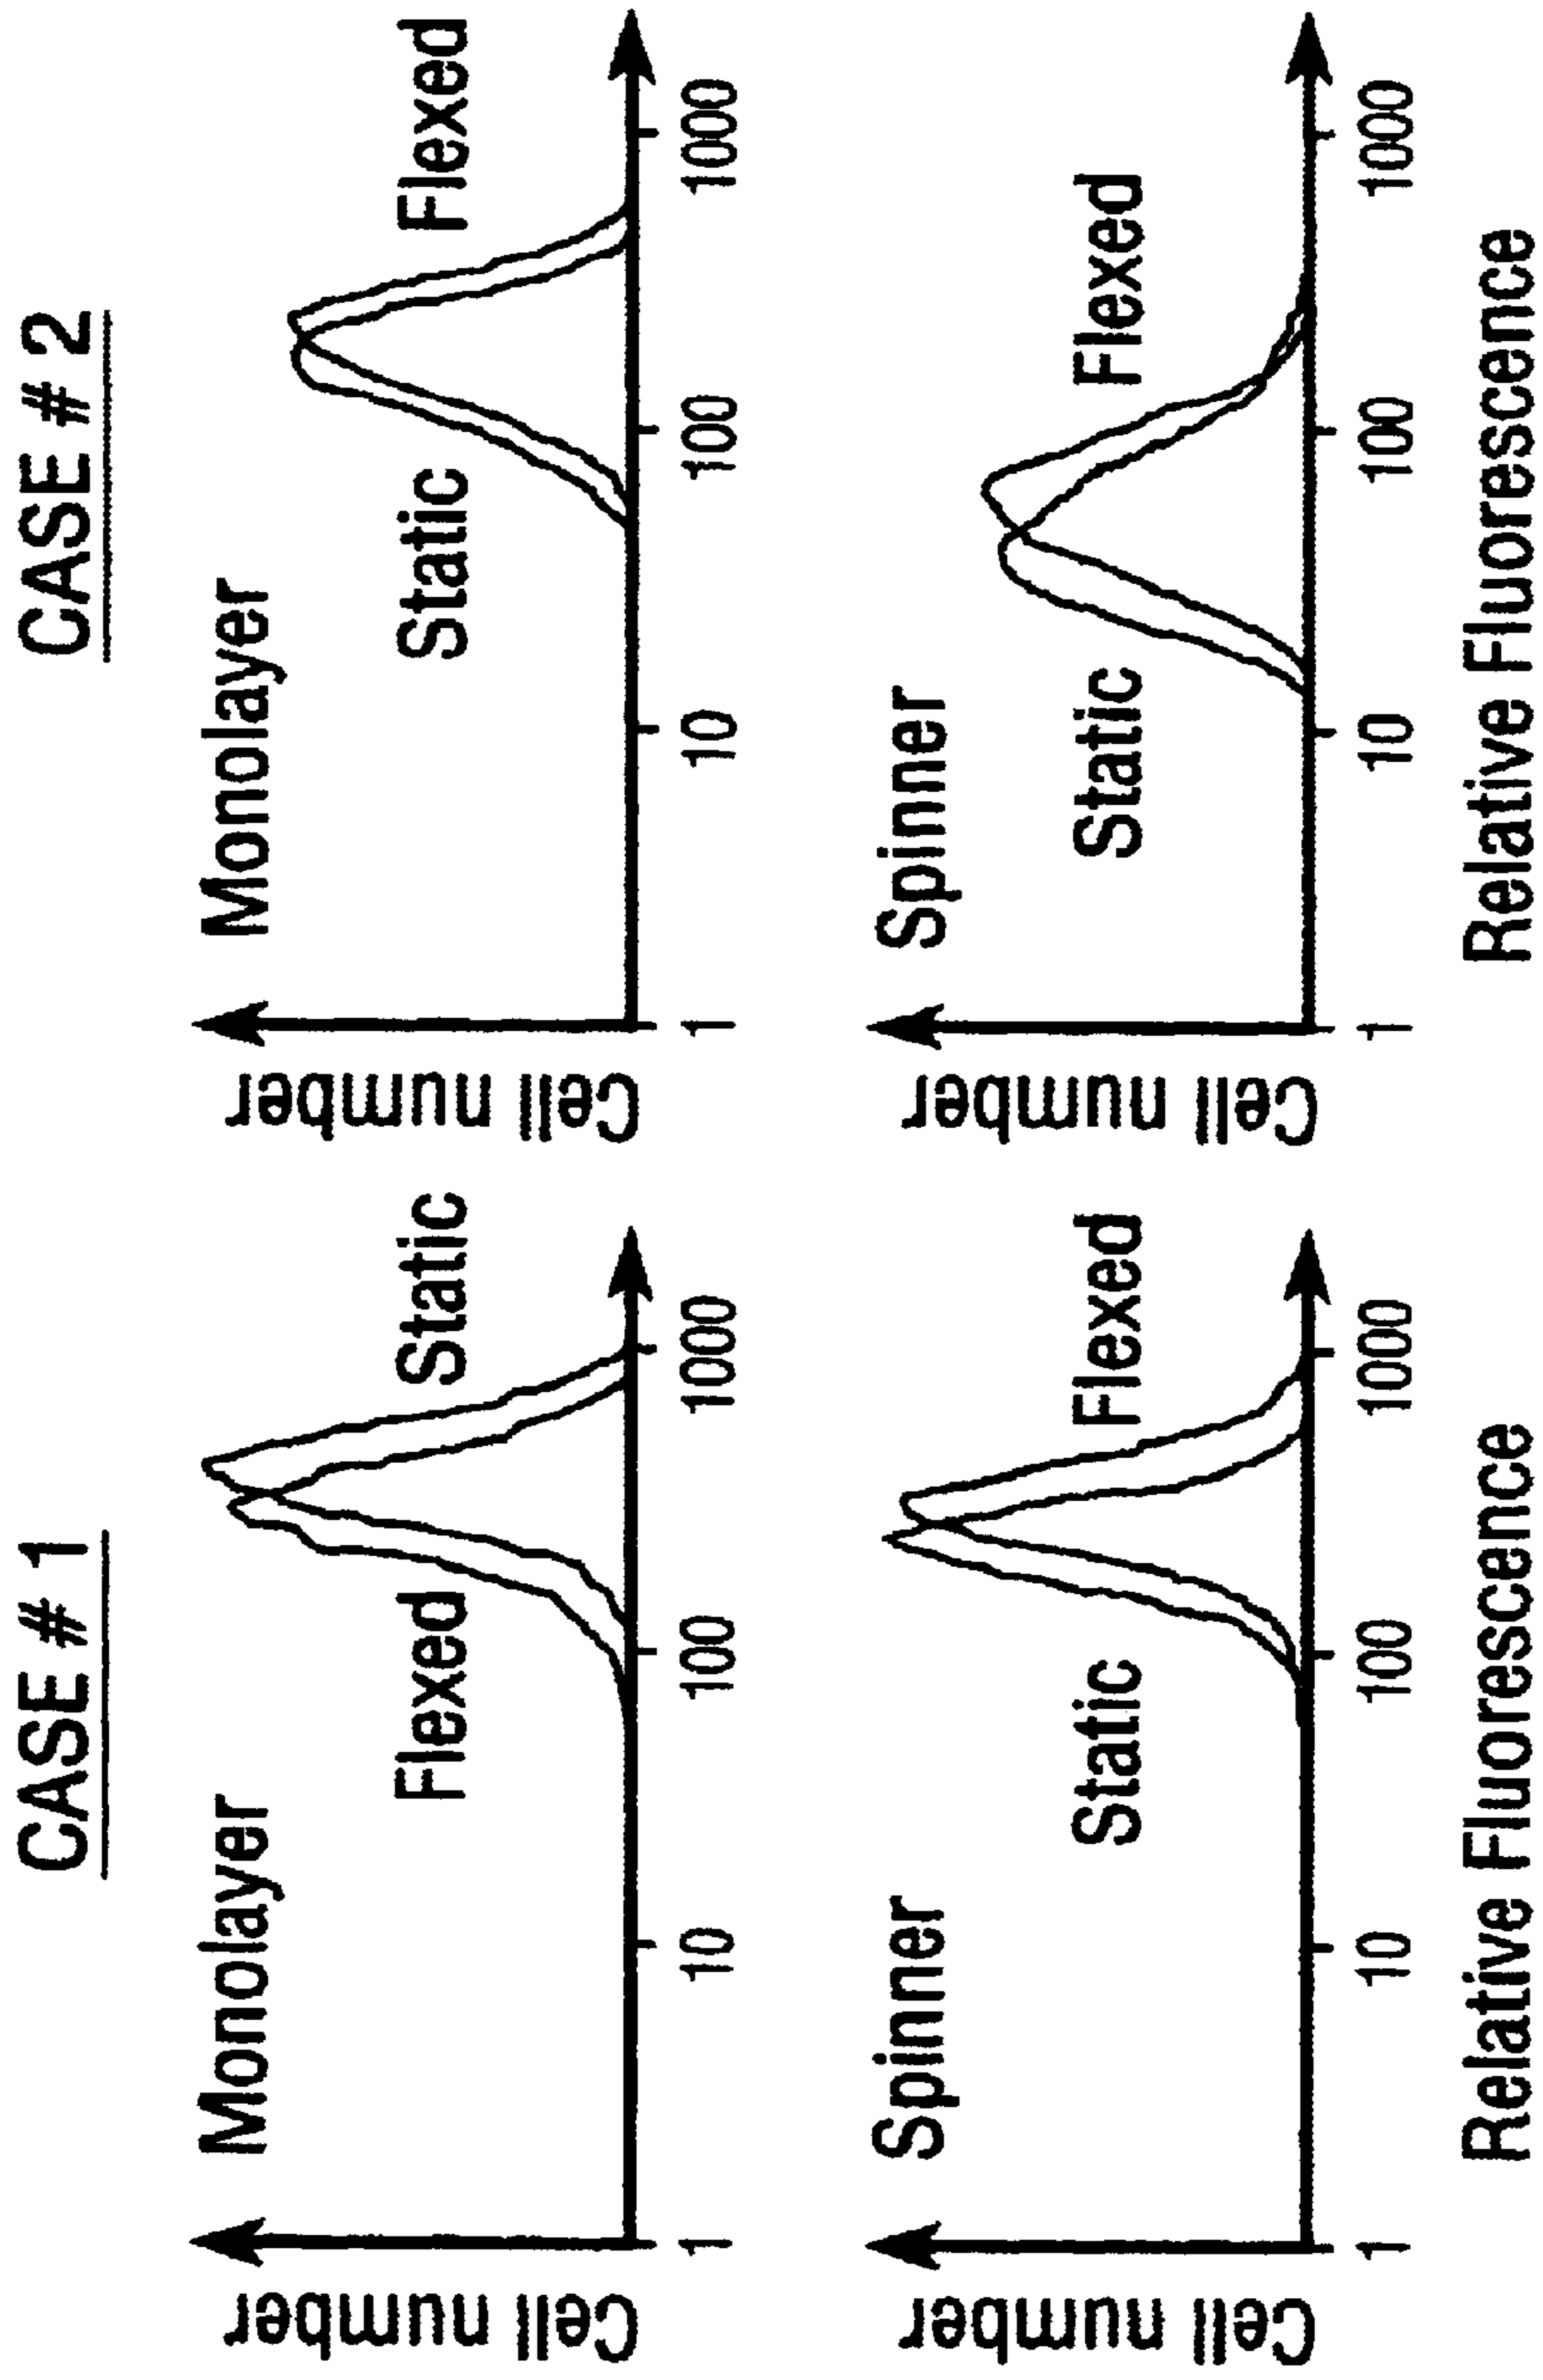 CASE # 1
Monolayer
Cell number
Flexed
Static
1
10
100
1000
Spinner
Cell number
Static
Flexed
1
10
100
1000
Relative Fluorescence
CASE # 2
Monolayer
Cell number
Static
Flexed
1
10
100
1000
Spinner
Cell number
Static
Flexed
1
10
100
1000
Relative Fluorescence